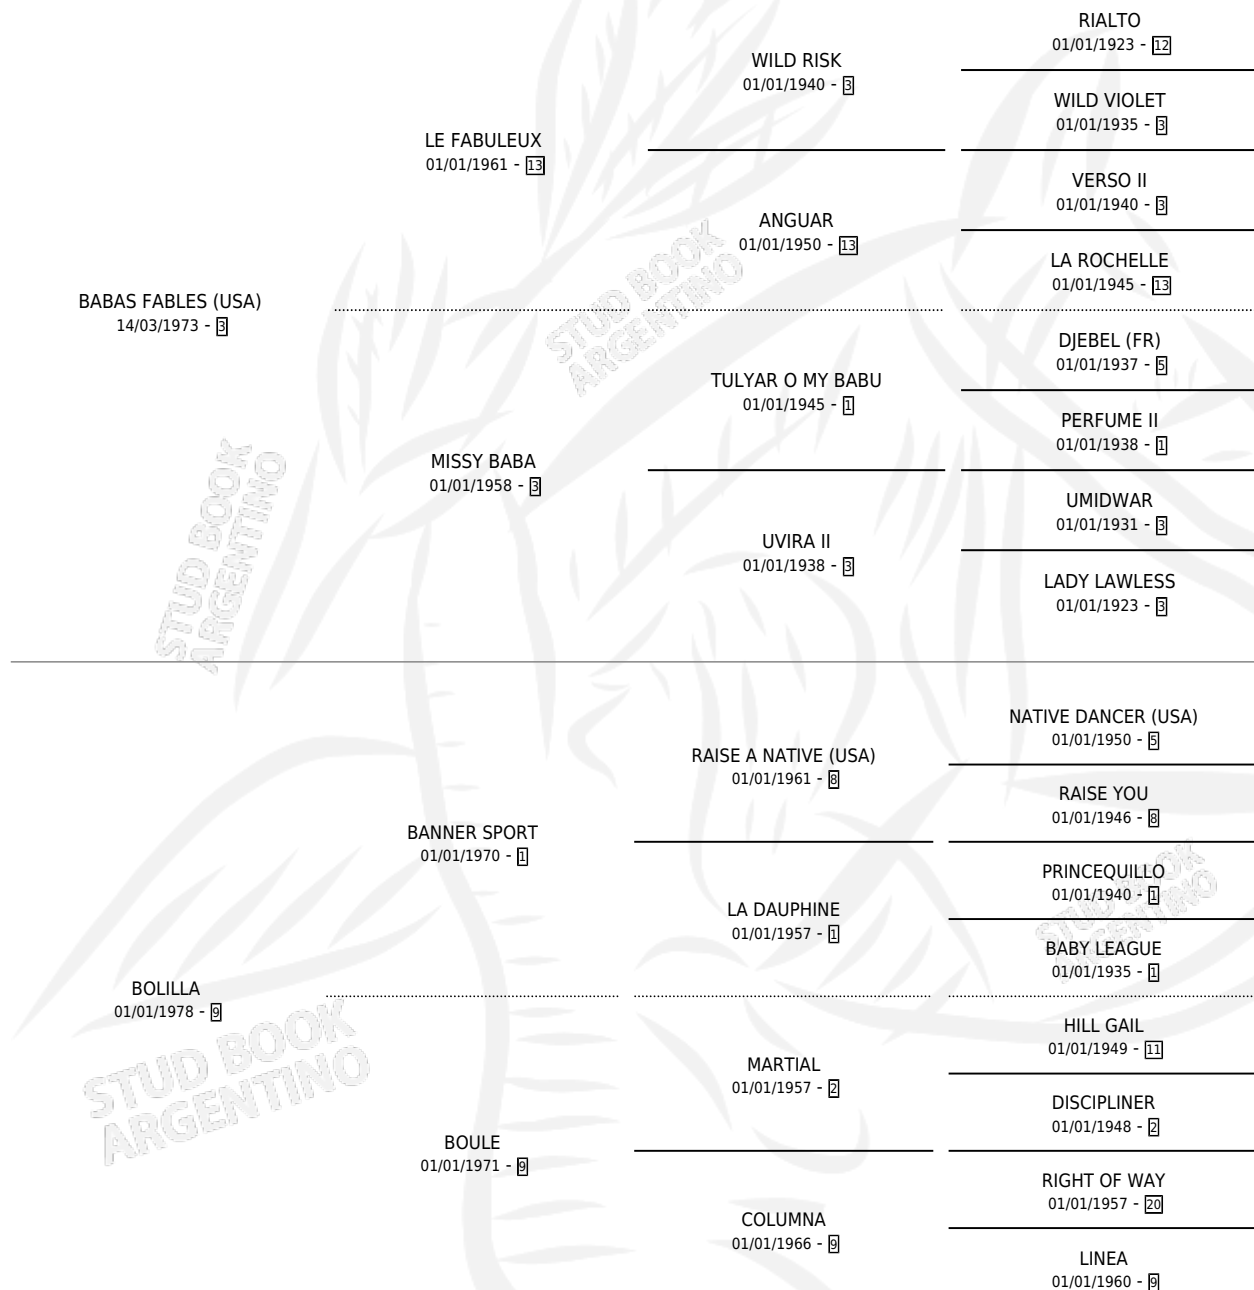 RIALTO
01/01/1923 - 12
WILD RISK
01/01/1940 - 3
WILD VIOLET
01/01/1935 - 3
LE FABULEUX
01/01/1961 - 13
VERSO II
01/01/1940 - 3
ANGUAR
01/01/1950 - 13
LA ROCHELLE
01/01/1945 - 13
BABAS FABLES (USA)
14/03/1973 - 3
STUD BOOK
ARGENTINO
DJEBEL (FR)
01/01/1937 - 5
TULYAR O MY BABU
01/01/1945 - 1
PERFUME II
01/01/1938 - 1
MISSY BABA
01/01/1958 - 3
UMIDWAR
01/01/1931 - 3
UVIRA II
01/01/1938 - 3
LADY LAWLESS
01/01/1923 - 3
STUD BOOK
ARGENTINO
NATIVE DANCER (USA)
01/01/1950 - 5
RAISE A NATIVE (USA)
01/01/1961 - 8
RAISE YOU
01/01/1946 - 8
BANNER SPORT
01/01/1970 - 1
PRINCEQUILLO
01/01/1940 - 1
LA DAUPHINE
01/01/1957 - 1
BABY LEAGUE
01/01/1935 - 1
STUD BOOK
ARGENTINO
BOLILLA
01/01/1978 - 9
HILL GAIL
01/01/1949 - 11
MARTIAL
01/01/1957 - 2
DISCIPLINER
01/01/1948 - 2
STUD BOOK
ARGENTINO
BOULE
01/01/1971 - 9
RIGHT OF WAY
01/01/1957 - 20
COLUMNA
01/01/1966 - 9
LINEA
01/01/1960 - 9